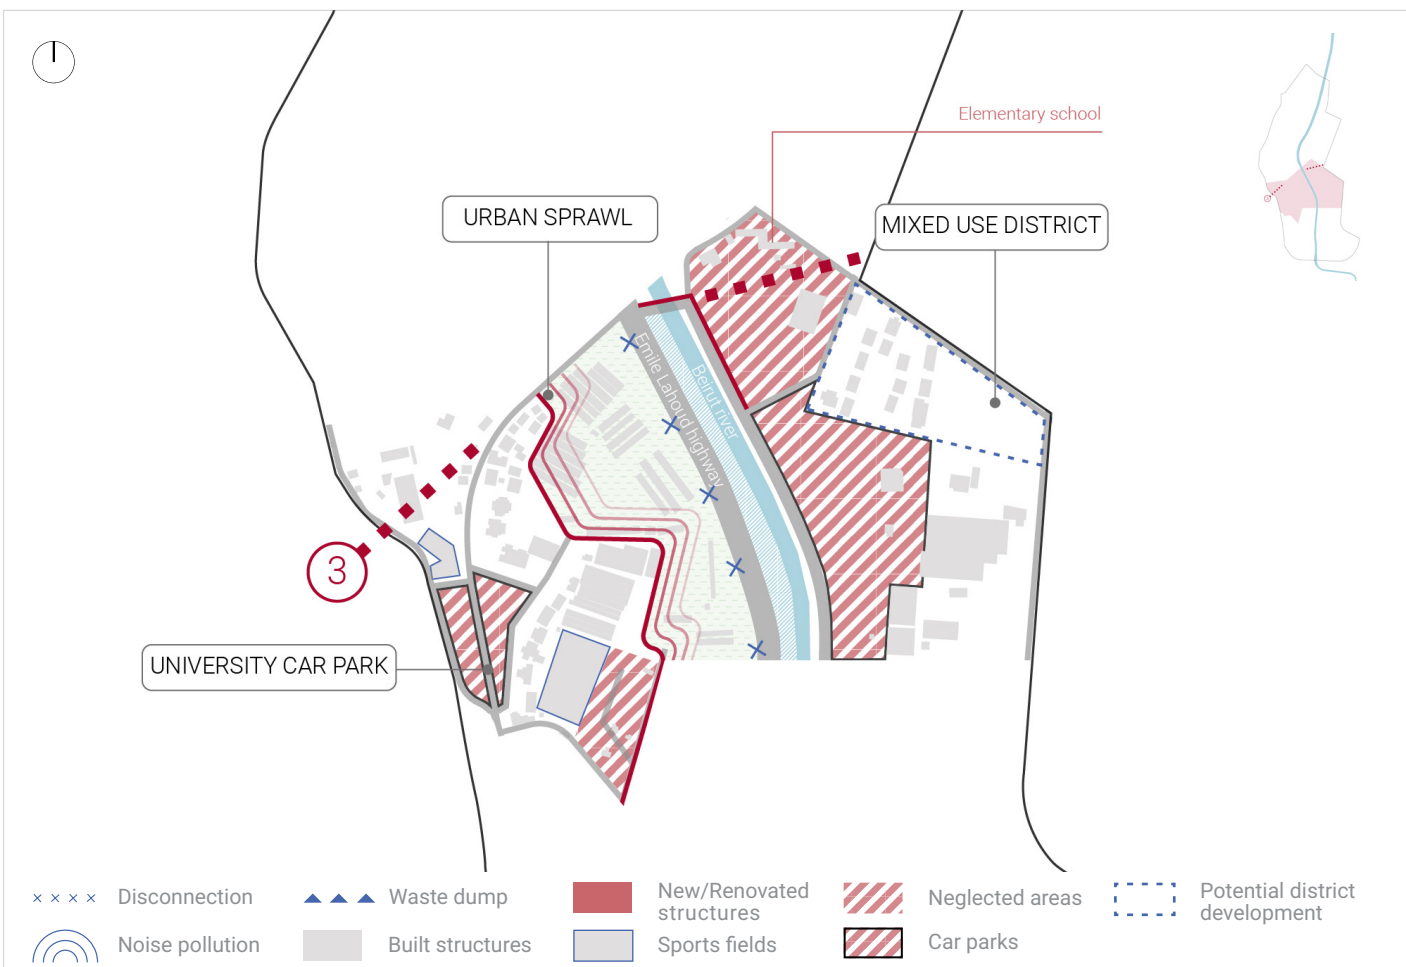 Elementary school
URBAN SPRAWL
MIXED USE DISTRICT
Emile Lahoud highway
Beirut river
3
UNIVERSITY CAR PARK
Disconnection
Waste dump
New/Renovated
structures
Neglected areas
Potential district
development
Noise pollution
Built structures
Sports fields
Car parks